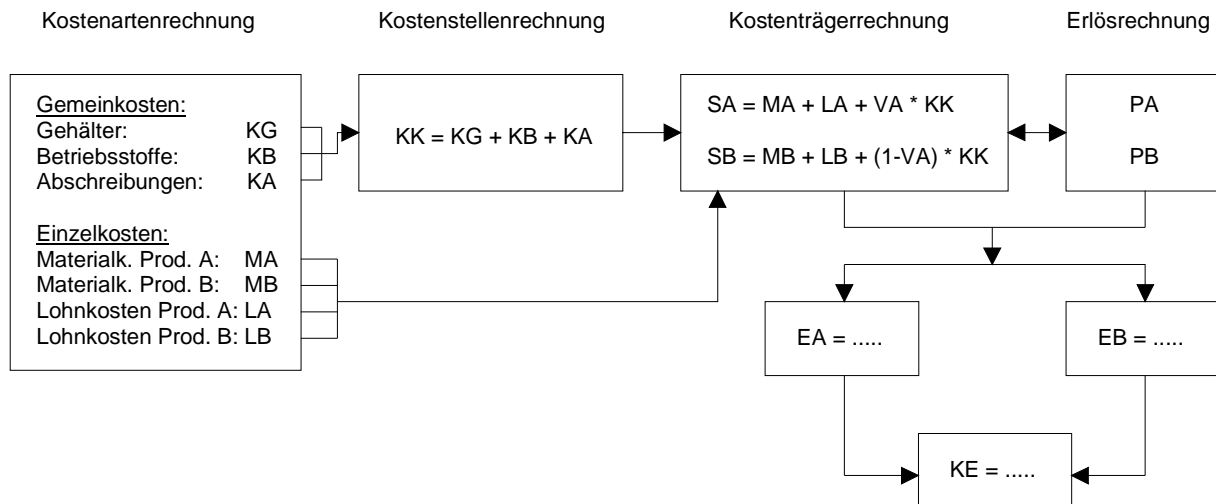 Kostenartenrechnung
Kostenstellenrechnung
Kostenträgerrechnung
Erlösrechnung
Gemeinkosten:
Gehälter: KG
Betriebsstoffe: KB
Abschreibungen: KA
Einzelkosten:
Materialk. Prod. A: MA
Materialk. Prod. B: MB
Lohnkosten Prod. A: LA
Lohnkosten Prod. B: LB
KK = KG + KB + KA
SA = MA + LA + VA * KK
SB = MB + LB + (1-VA) * KK
PA
PB
EA = .....
EB = .....
KE = .....